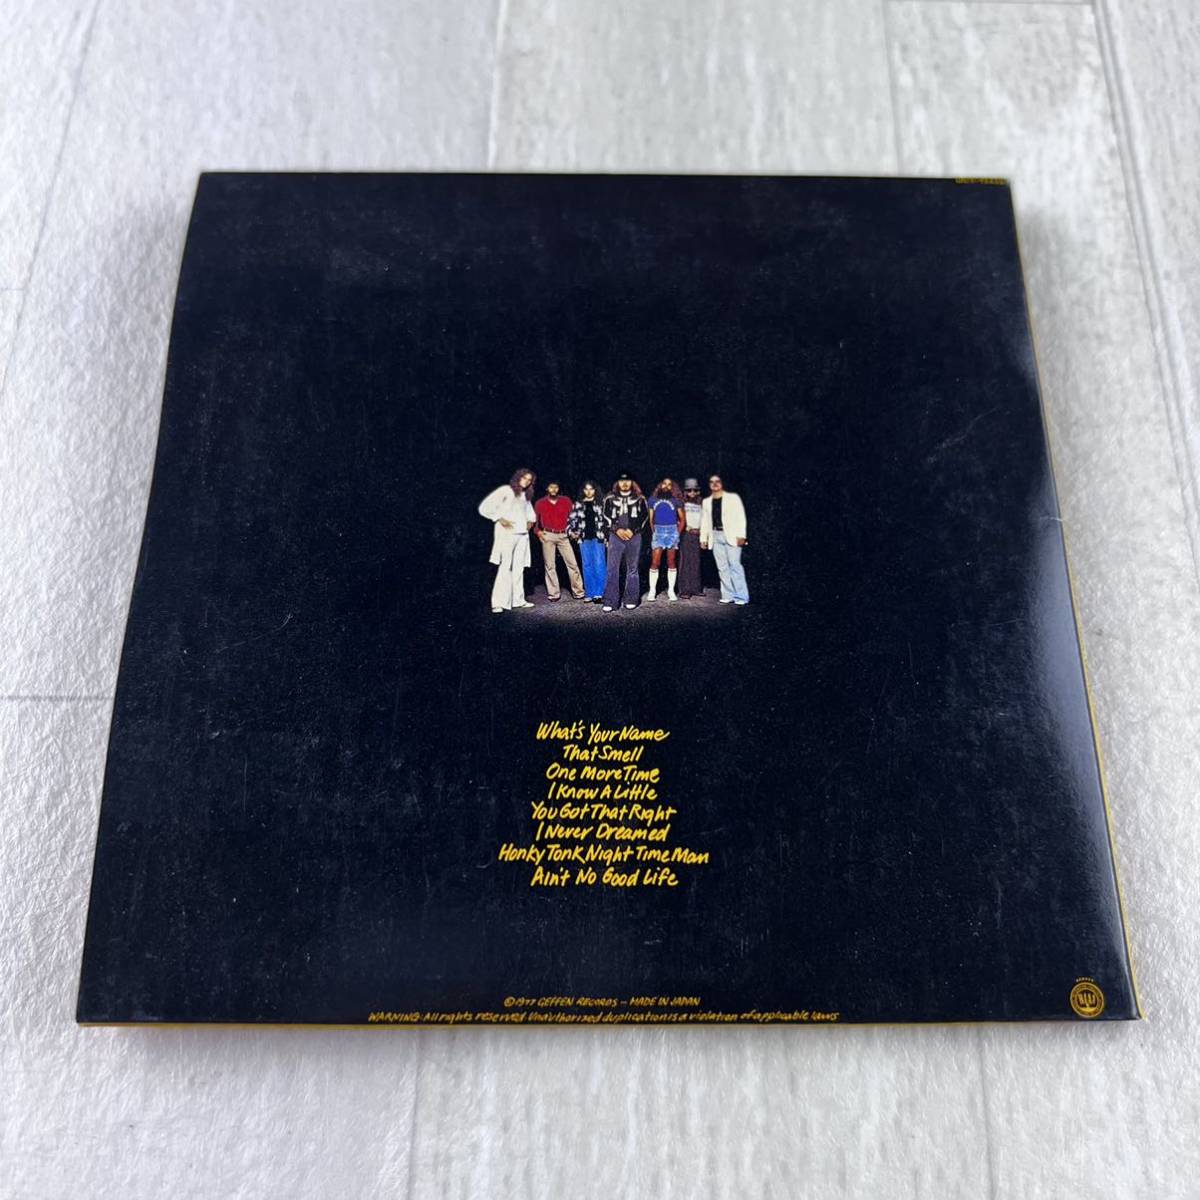 What's Your Name
That Smell
One More Time
I Know A Little
You Got That Right
I Never Dreamed
Honky Tonk Night Time Man
Ain't No Good Life
©1977 GEFFEN RECORDS – MADE IN JAPAN
WARNING: All rights reserved. Unauthorized duplication is a violation of applicable laws